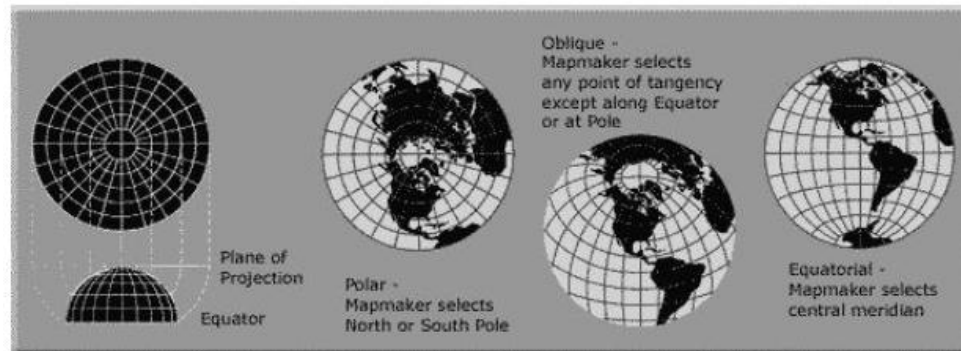 Plane of
Projection
Equator
Polar -
Mapmaker selects
North or South Pole
Oblique -
Mapmaker selects
any point of tangency
except along Equator
or at Pole
Equatorial -
Mapmaker selects
central meridian